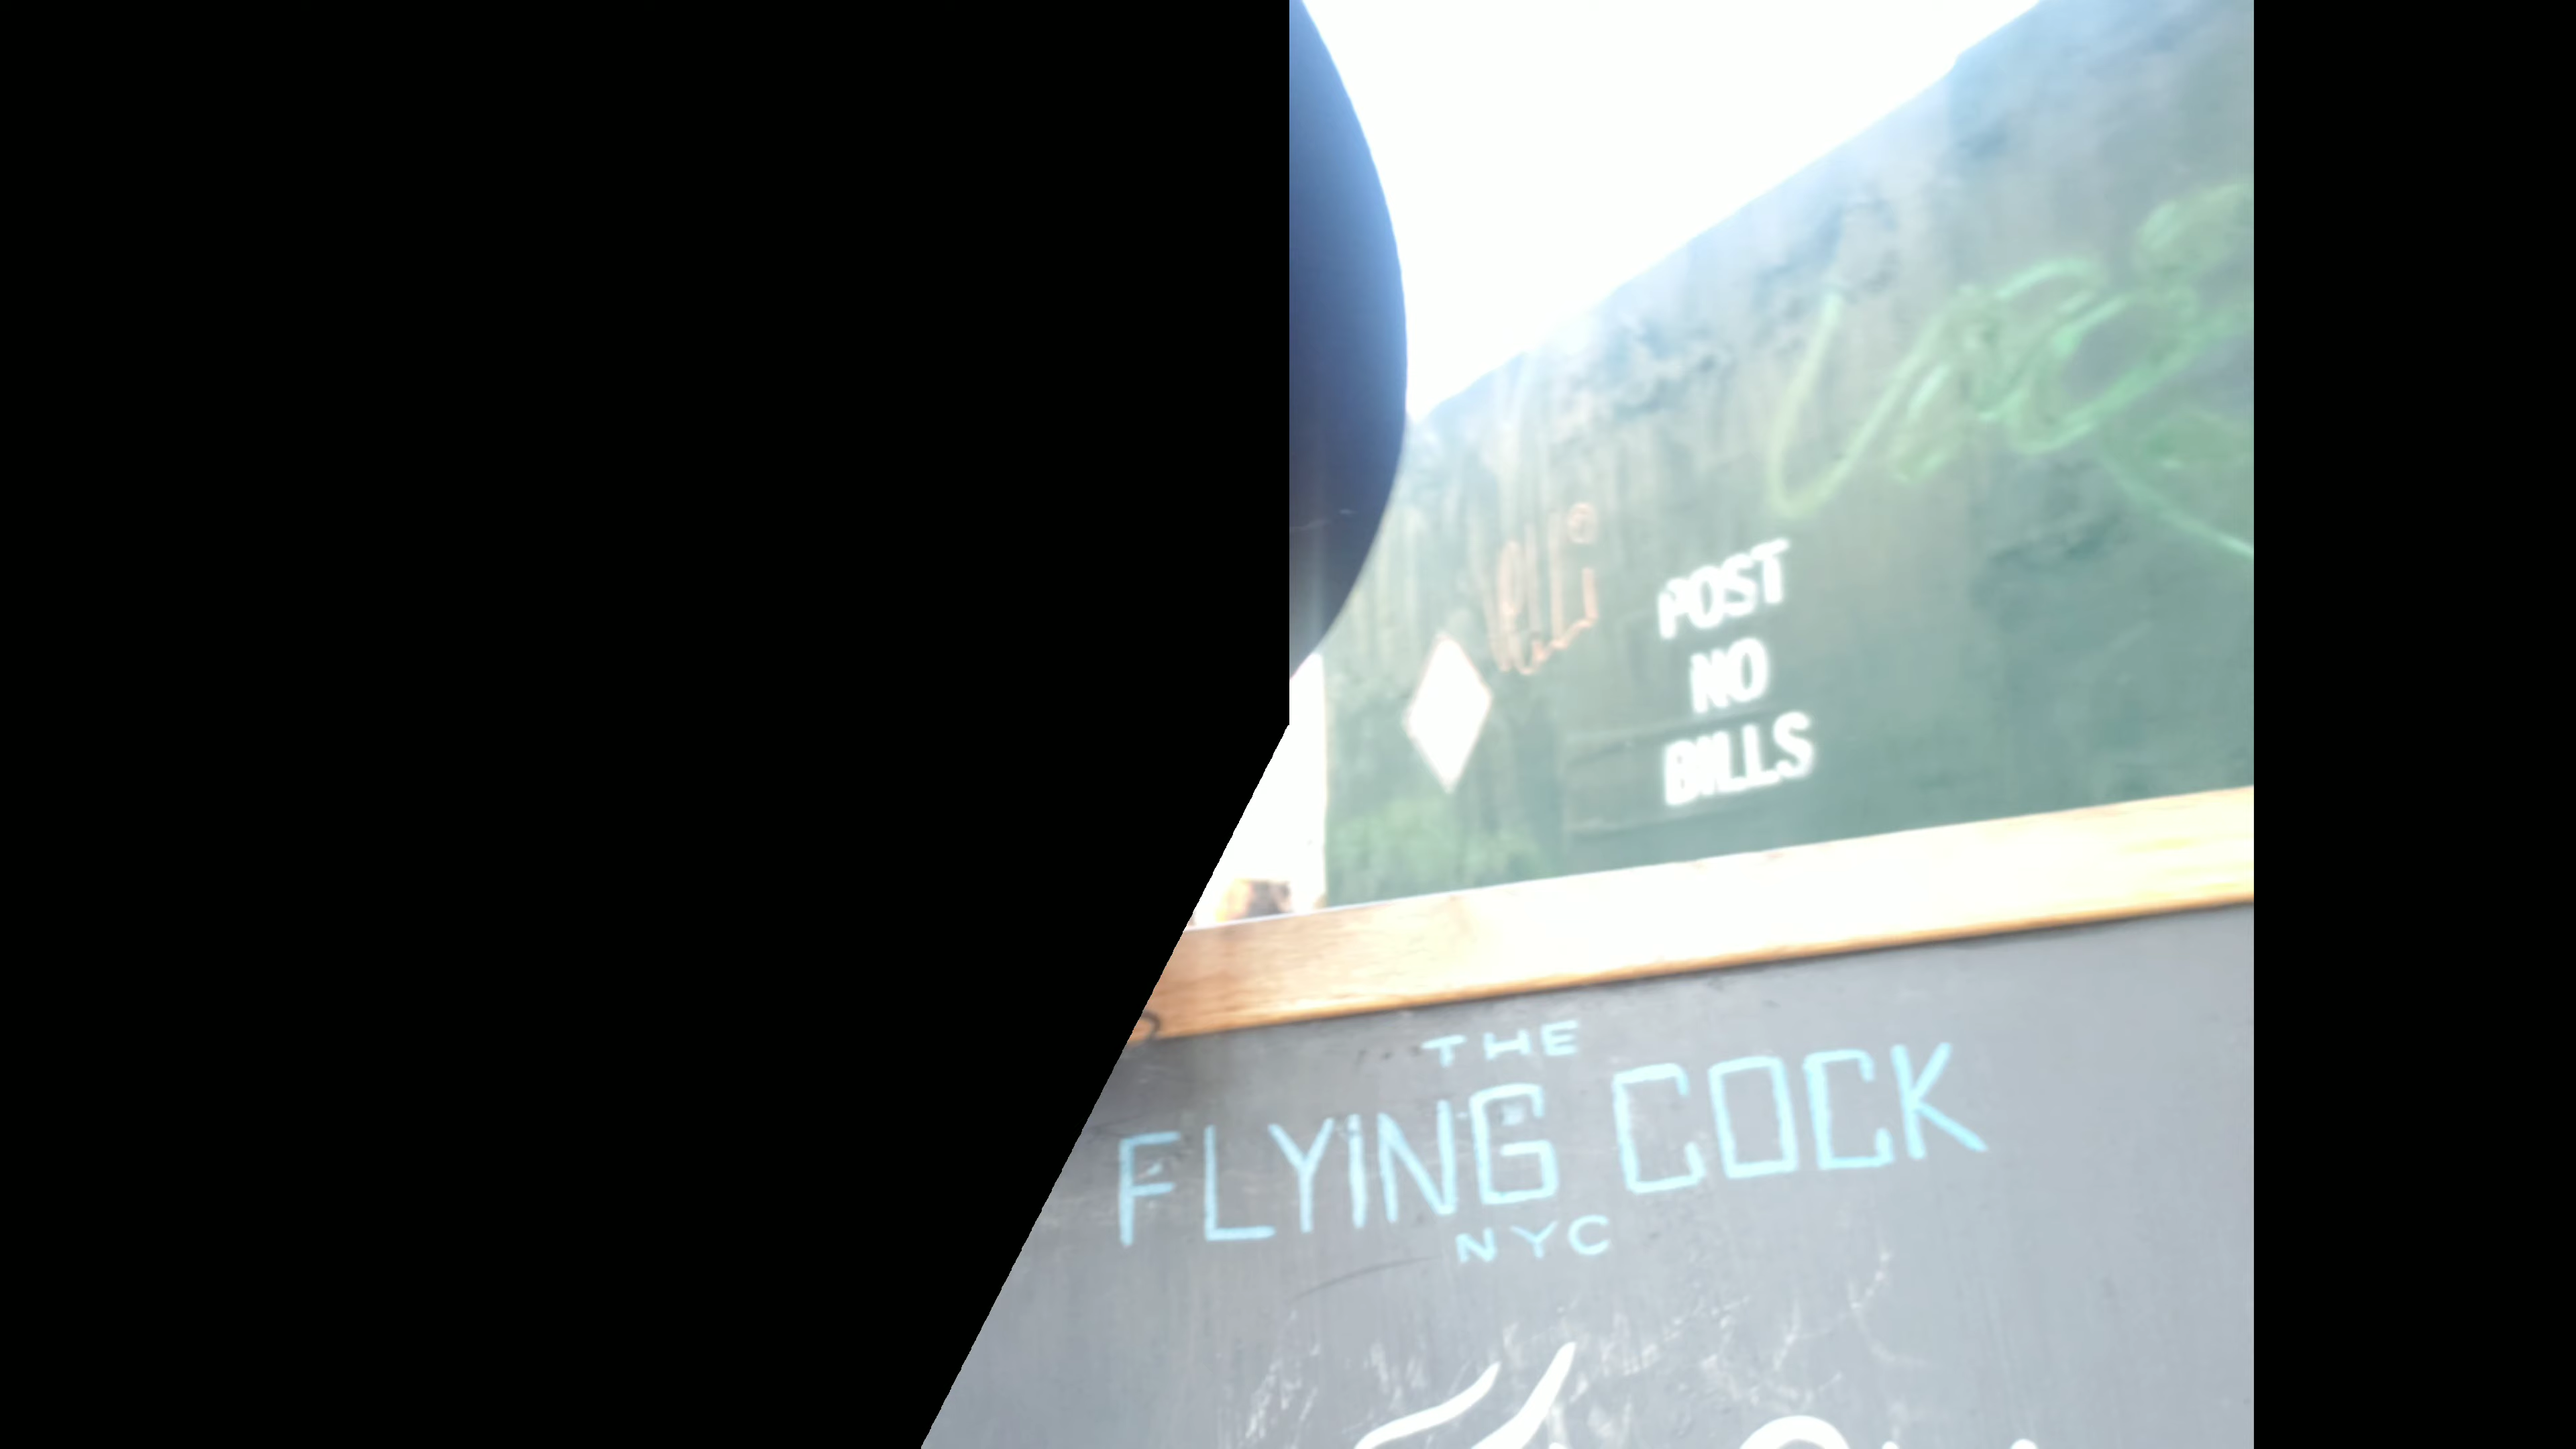 POST
NO
BILLS
THE
FLYiNG COCK
NYC